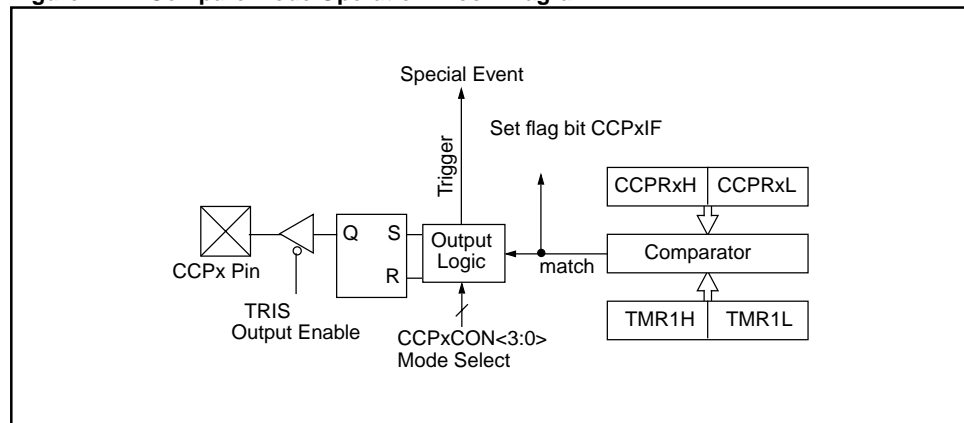 Special Event
Set flag bit CCPxIF
Trigger
CCPRxH CCPRxL
Q S
R
Output
Logic
match
Comparator
CCPx Pin
TRIS
Output Enable
TMR1H TMR1L
CCPxCON<3:0>
Mode Select